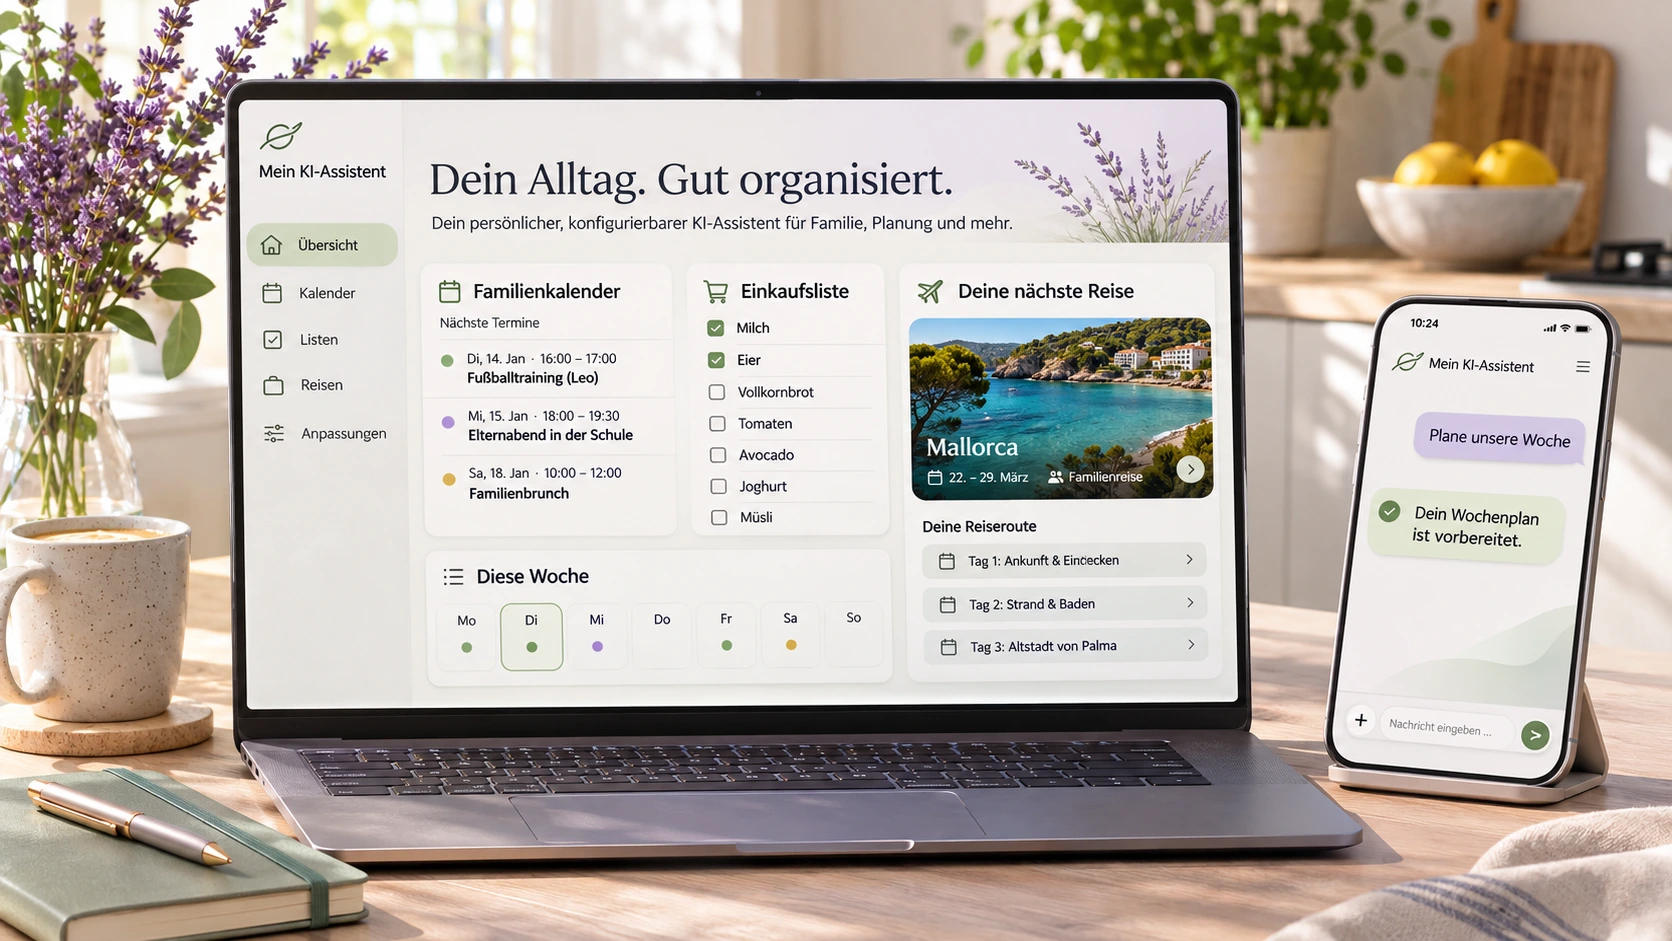 Mein KI-Assistent
Übersicht
Kalender
Listen
Reisen
Anpassungen
Dein Alltag. Gut organisiert.
Dein persönlicher, konfigurierbarer KI-Assistent für Familie, Planung und mehr.
Familienkalender
Nächste Termine
Di, 14. Jan · 16:00 – 17:00
Fußballtraining (Leo)
Mi, 15. Jan · 18:00 – 19:30
Elternabend in der Schule
Sa, 18. Jan · 10:00 – 12:00
Familienbrunch
Einkaufsliste
Milch
Eier
Vollkornbrot
Tomaten
Avocado
Joghurt
Müsli
Deine nächste Reise
Mallorca
22. – 29. März Familienreise
Deine Reiseroute
Tag 1: Ankunft &
Tag 2: Strand & Baden
Tag 3: Altstadt von Palma
Diese Woche
Mo Di Mi Do Fr Sa So
10:24
Mein KI-Assistent
Plane unsere Woche
Dein Wochenplan
ist vorbereitet.
Nachricht eingeben ...